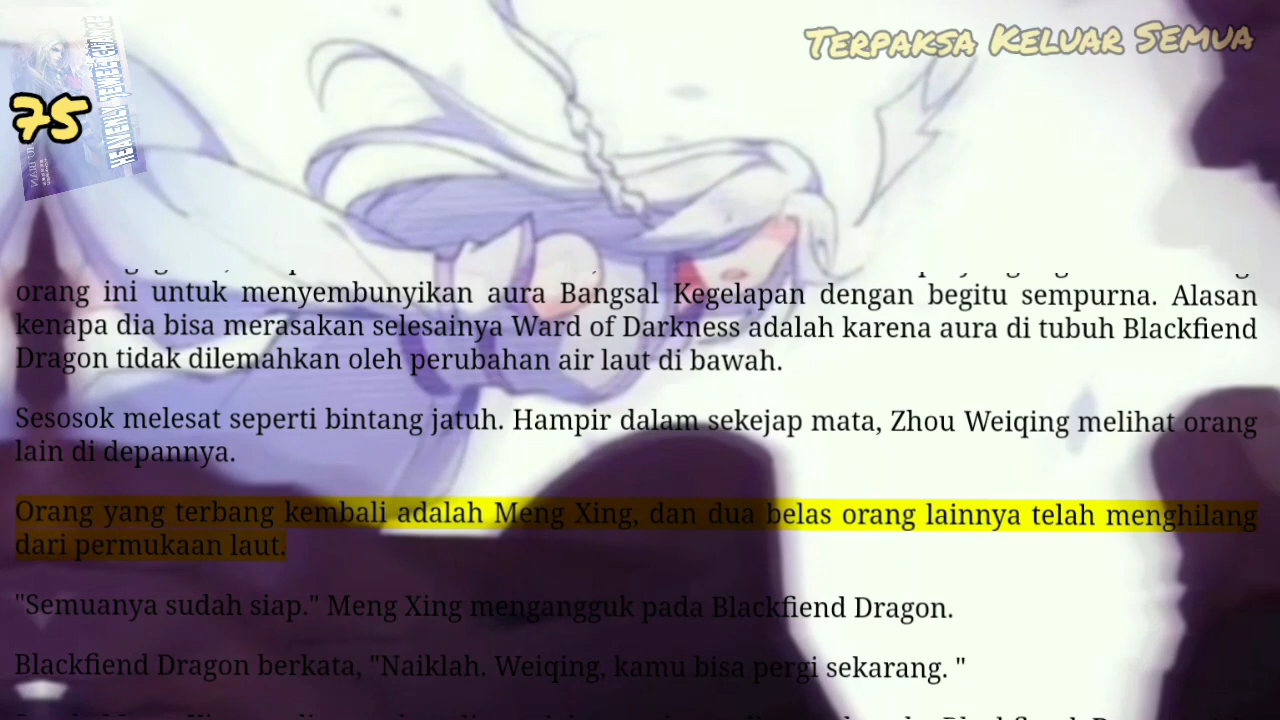 Terpaksa Keluar Semua
75
HEAVENLY JEWEL CHANGE
orang ini untuk menyembunyikan aura Bangsal Kegelapan dengan begitu sempurna. Alasan
kenapa dia bisa merasakan selesainya Ward of Darkness adalah karena aura di tubuh Blackfiend
Dragon tidak dilemahkan oleh perubahan air laut di bawah.
Sesosok melesat seperti bintang jatuh. Hampir dalam sekejap mata, Zhou Weiqing melihat orang
lain di depannya.
Orang yang terbang kembali adalah Meng Xing, dan dua belas orang lainnya telah menghilang
dari permukaan laut.
"Semuanya sudah siap." Meng Xing mengangguk pada Blackfiend Dragon.
Blackfiend Dragon berkata, "Naiklah. Weiqing, kamu bisa pergi sekarang. "